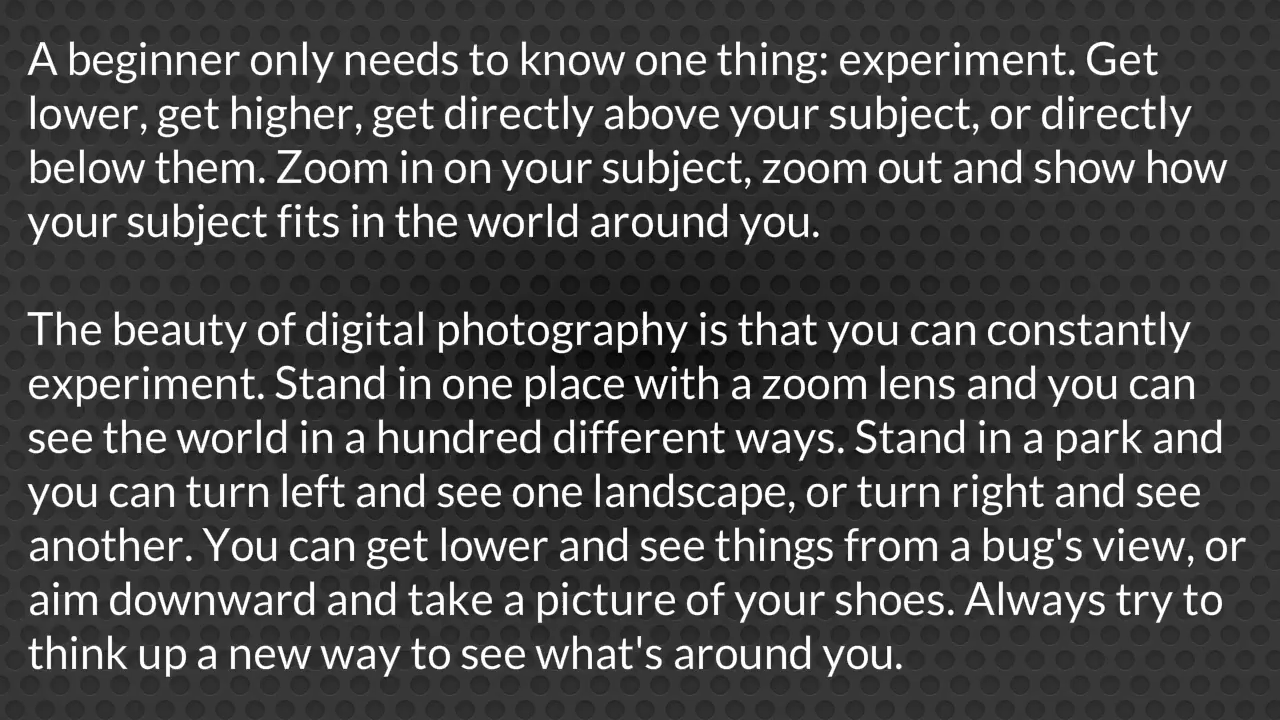 A beginner only needs to know one thing: experiment. Get
lower, get higher, get directly above your subject, or directly
below them. Zoom in on your subject, zoom out and show how
your subject fits in the world around you.
The beauty of digital photography is that you can constantly
experiment. Stand in one place with a zoom lens and you can
see the world in a hundred different ways. Stand in a park and
you can turn left and see one landscape, or turn right and see
another. You can get lower and see things from a bug's view, or
aim downward and take a picture of your shoes. Always try to
think up a new way to see what's around you.